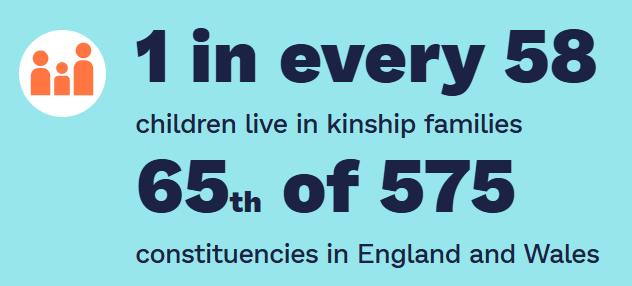 1 in every 58
children live in kinship families
65th of 575
constituencies in England and Wales